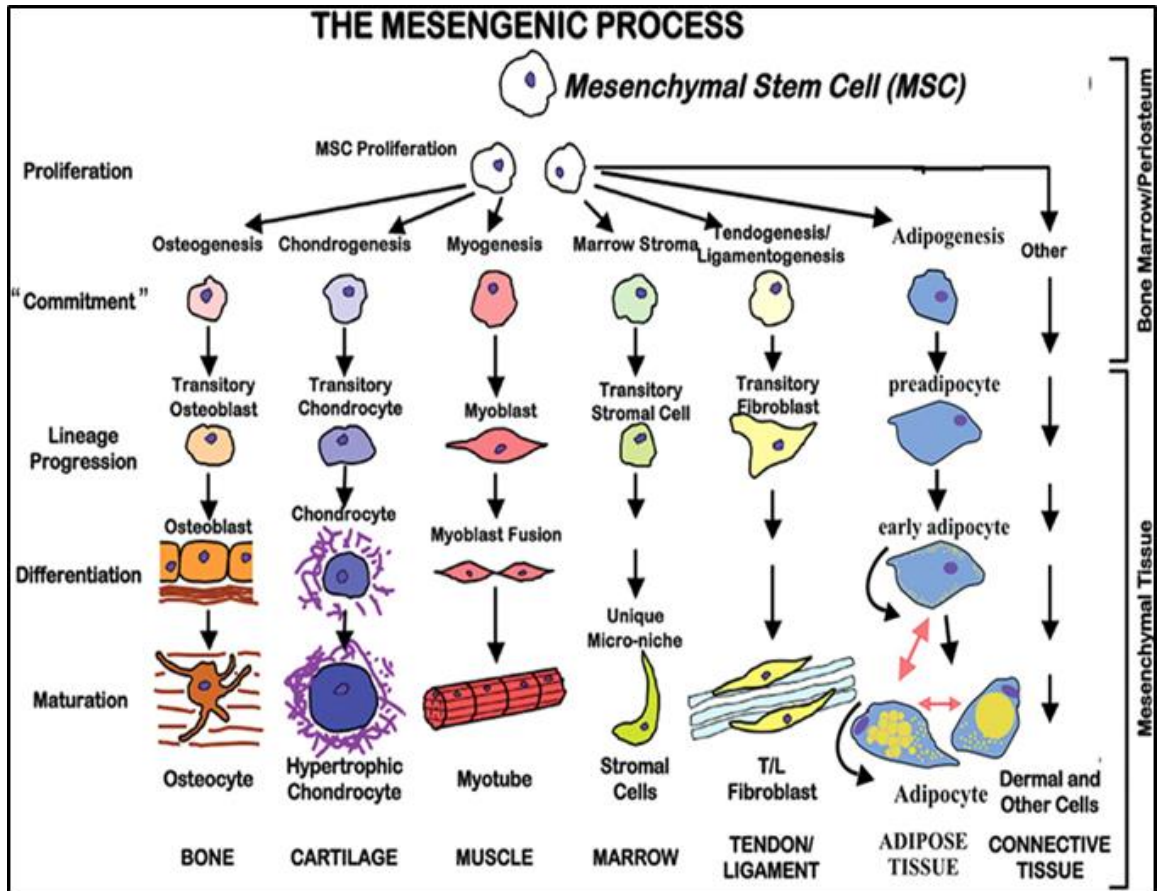 THE MESENGENIC PROCESS
Mesenchymal Stem Cell (MSC)
Proliferation
MSC Proliferation
Osteogenesis
Chondrogenesis
Myogenesis
Marrow Stroma
Tendogenesis/
Ligamentogenesis
Adipogenesis
Other
"Commitment"
Transitory
Osteoblast
Transitory
Chondrocyte
Myoblast
Transitory
Stromal Cell
Transitory
Fibroblast
preadipocyte
Lineage
Progression
Osteoblast
Chondrocyte
Myoblast Fusion
early adipocyte
Differentiation
Unique
Micro-niche
Maturation
Osteocyte
Hypertrophic
Chondrocyte
Myotube
Stromal
Cells
T/L
Fibroblast
Adipocyte
Dermal and
Other Cells
BONE
CARTILAGE
MUSCLE
MARROW
TENDON/
LIGAMENT
ADIPOSE
TISSUE
CONNECTIVE
TISSUE
Bone Marrow/Periosteum
Mesenchymal Tissue